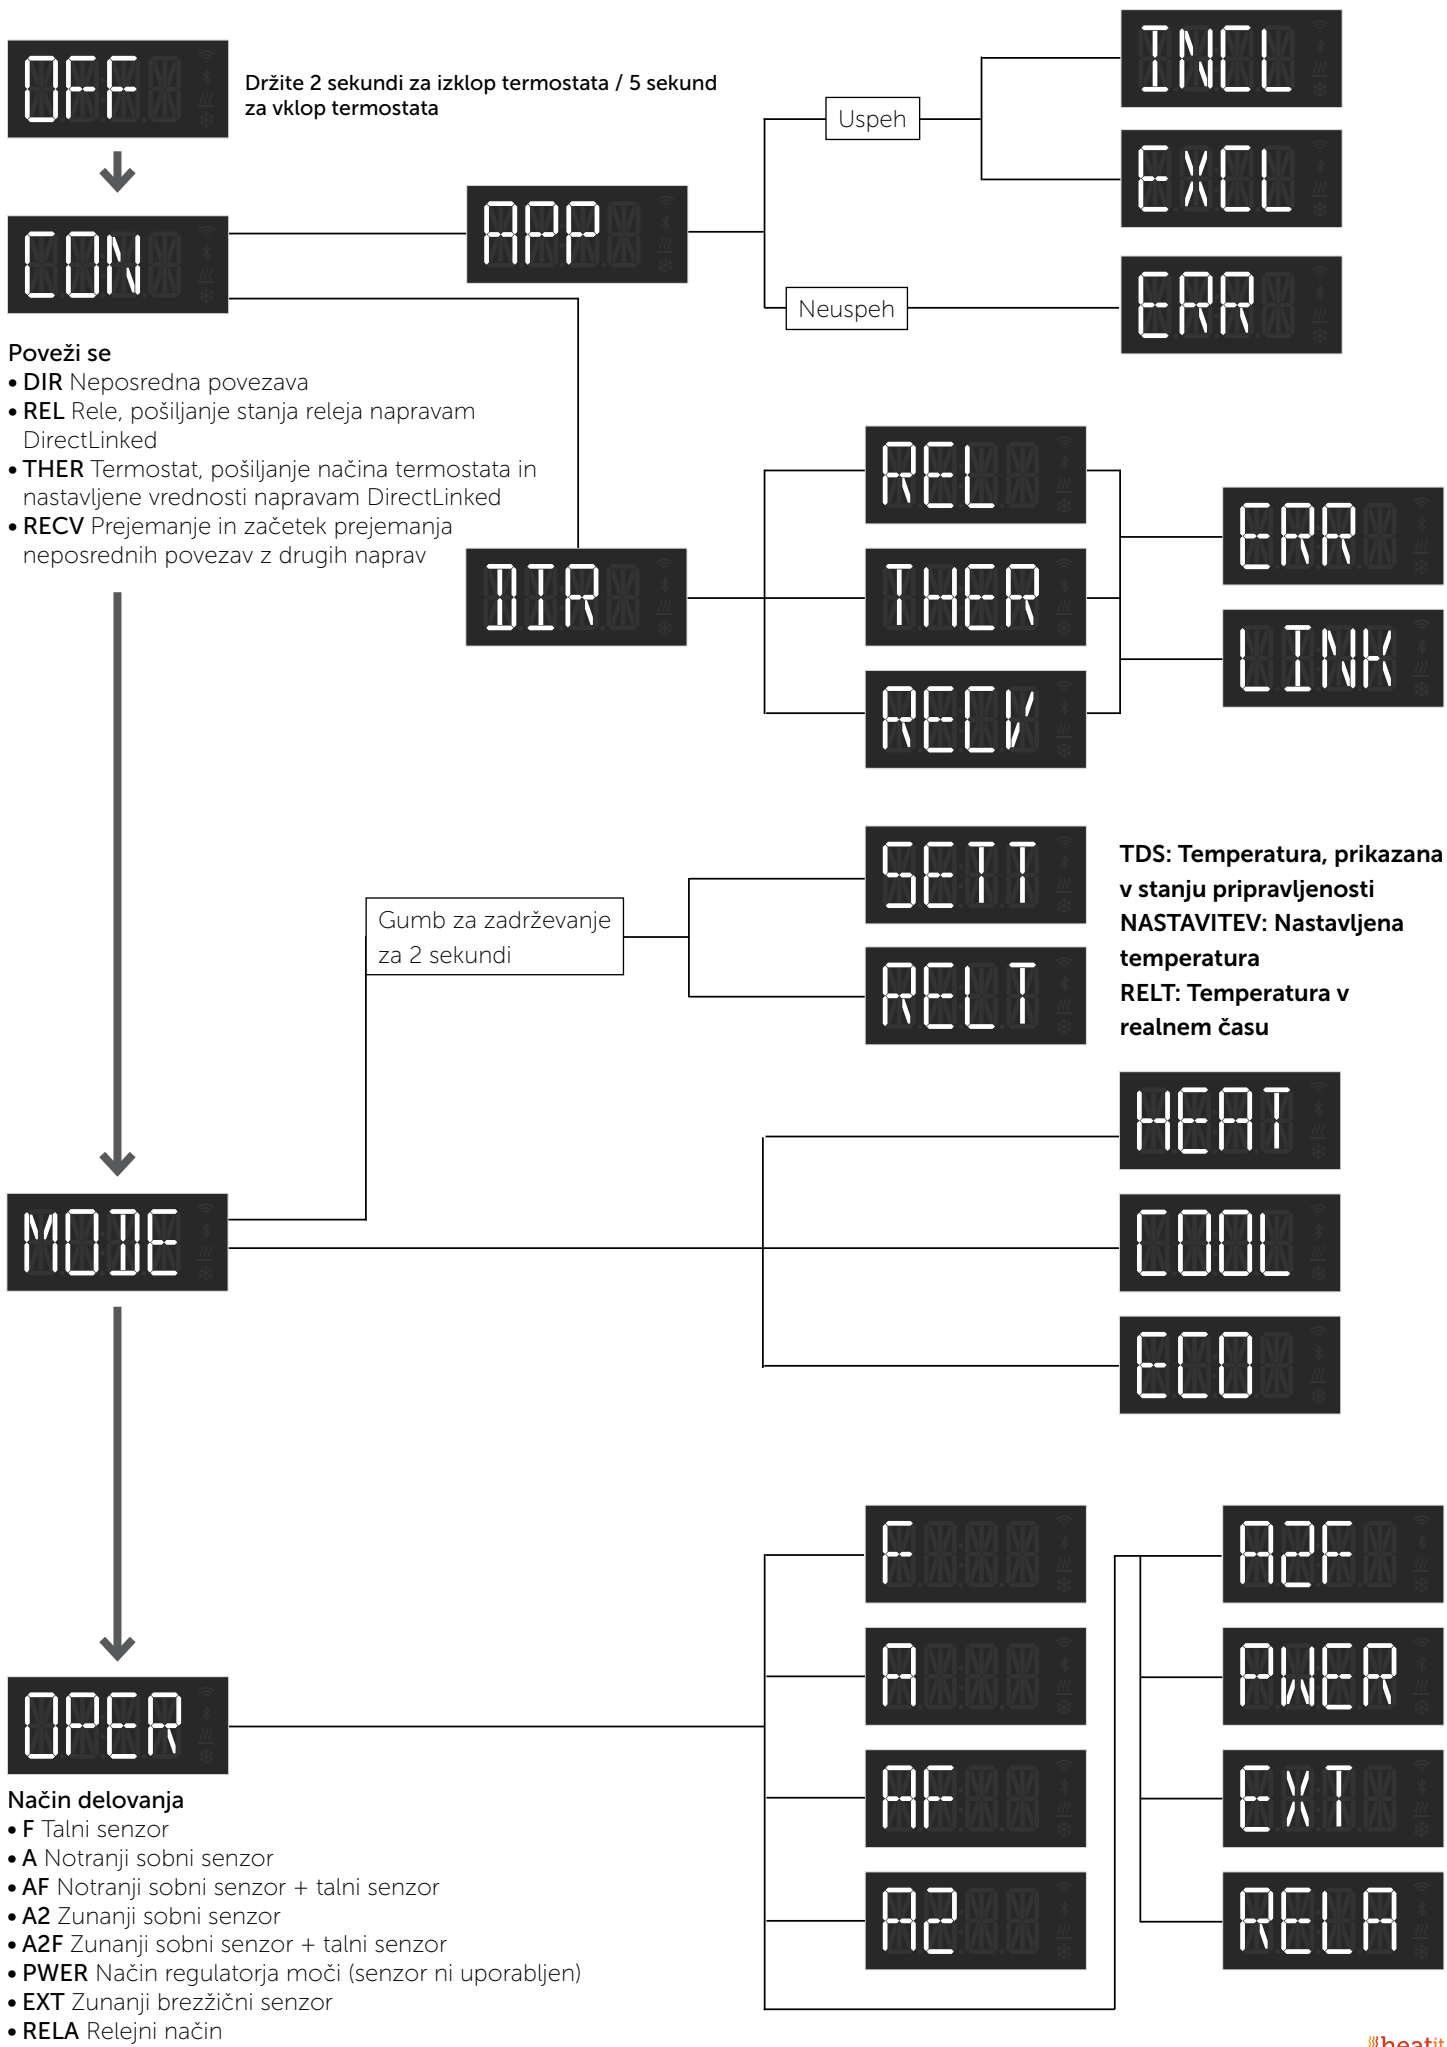 OFF
Držite 2 sekundi za izklop termostata / 5 sekund
za vklop termostata
CON
APP
Uspeh
INCL
EXCL
Neuspeh
ERR
Poveži se
• DIR Neposredna povezava
• REL Rele, pošiljanje stanja releja napravam
DirectLinked
• THER Termostat, pošiljanje načina termostata in
nastavljene vrednosti napravam DirectLinked
• RECV Prejemanje in začetek prejemanja
neposrednih povezav z drugih naprav
DIR
REL
THER
RECV
ERR
LINK
Gumb za zadrževanje
za 2 sekundi
SETT
RELT
TDS: Temperatura, prikazana
v stanju pripravljenosti
NASTAVITEV: Nastavljena
temperatura
RELT: Temperatura v
realnem času
MODE
HEAT
COOL
ECO
OPER
F
A
AF
A2
A2F
PWER
EXT
RELA
Način delovanja
• F Talni senzor
• A Notranji sobni senzor
• AF Notranji sobni senzor + talni senzor
• A2 Zunanji sobni senzor
• A2F Zunanji sobni senzor + talni senzor
• PWER Način regulatorja moči (senzor ni uporabljen)
• EXT Zunanji brezžični senzor
• RELA Relejni način
heatit